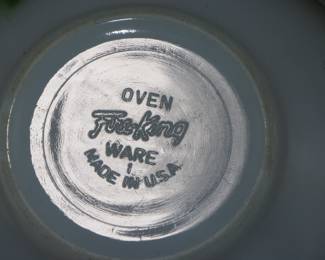 OVEN
Fire-King
WARE
1
MADE IN U.S.A.